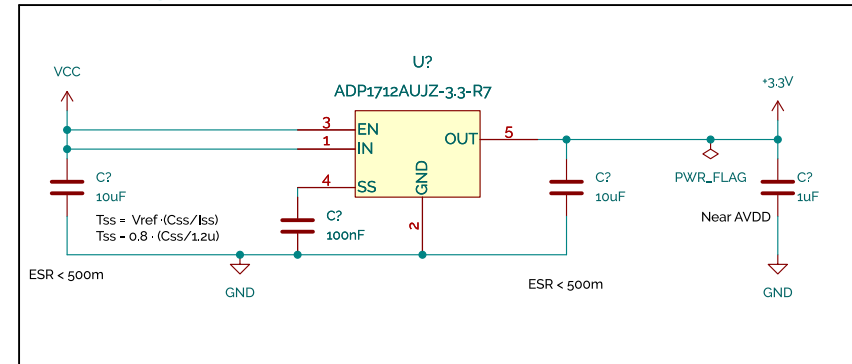 U?
VCC
+3.3V
ADP1712AUJZ-3.3-R7
3
EN
1
IN
OUT
5
4
SS
GND
2
C?
10uF
C?
10uF
PWR_FLAG
C?
1uF
Tss = Vref ·(Css/Iss)
Tss - 0.8 · (Css/1.2u)
C?
100nF
Near AVDD
ESR < 500m
GND
ESR < 500m
GND